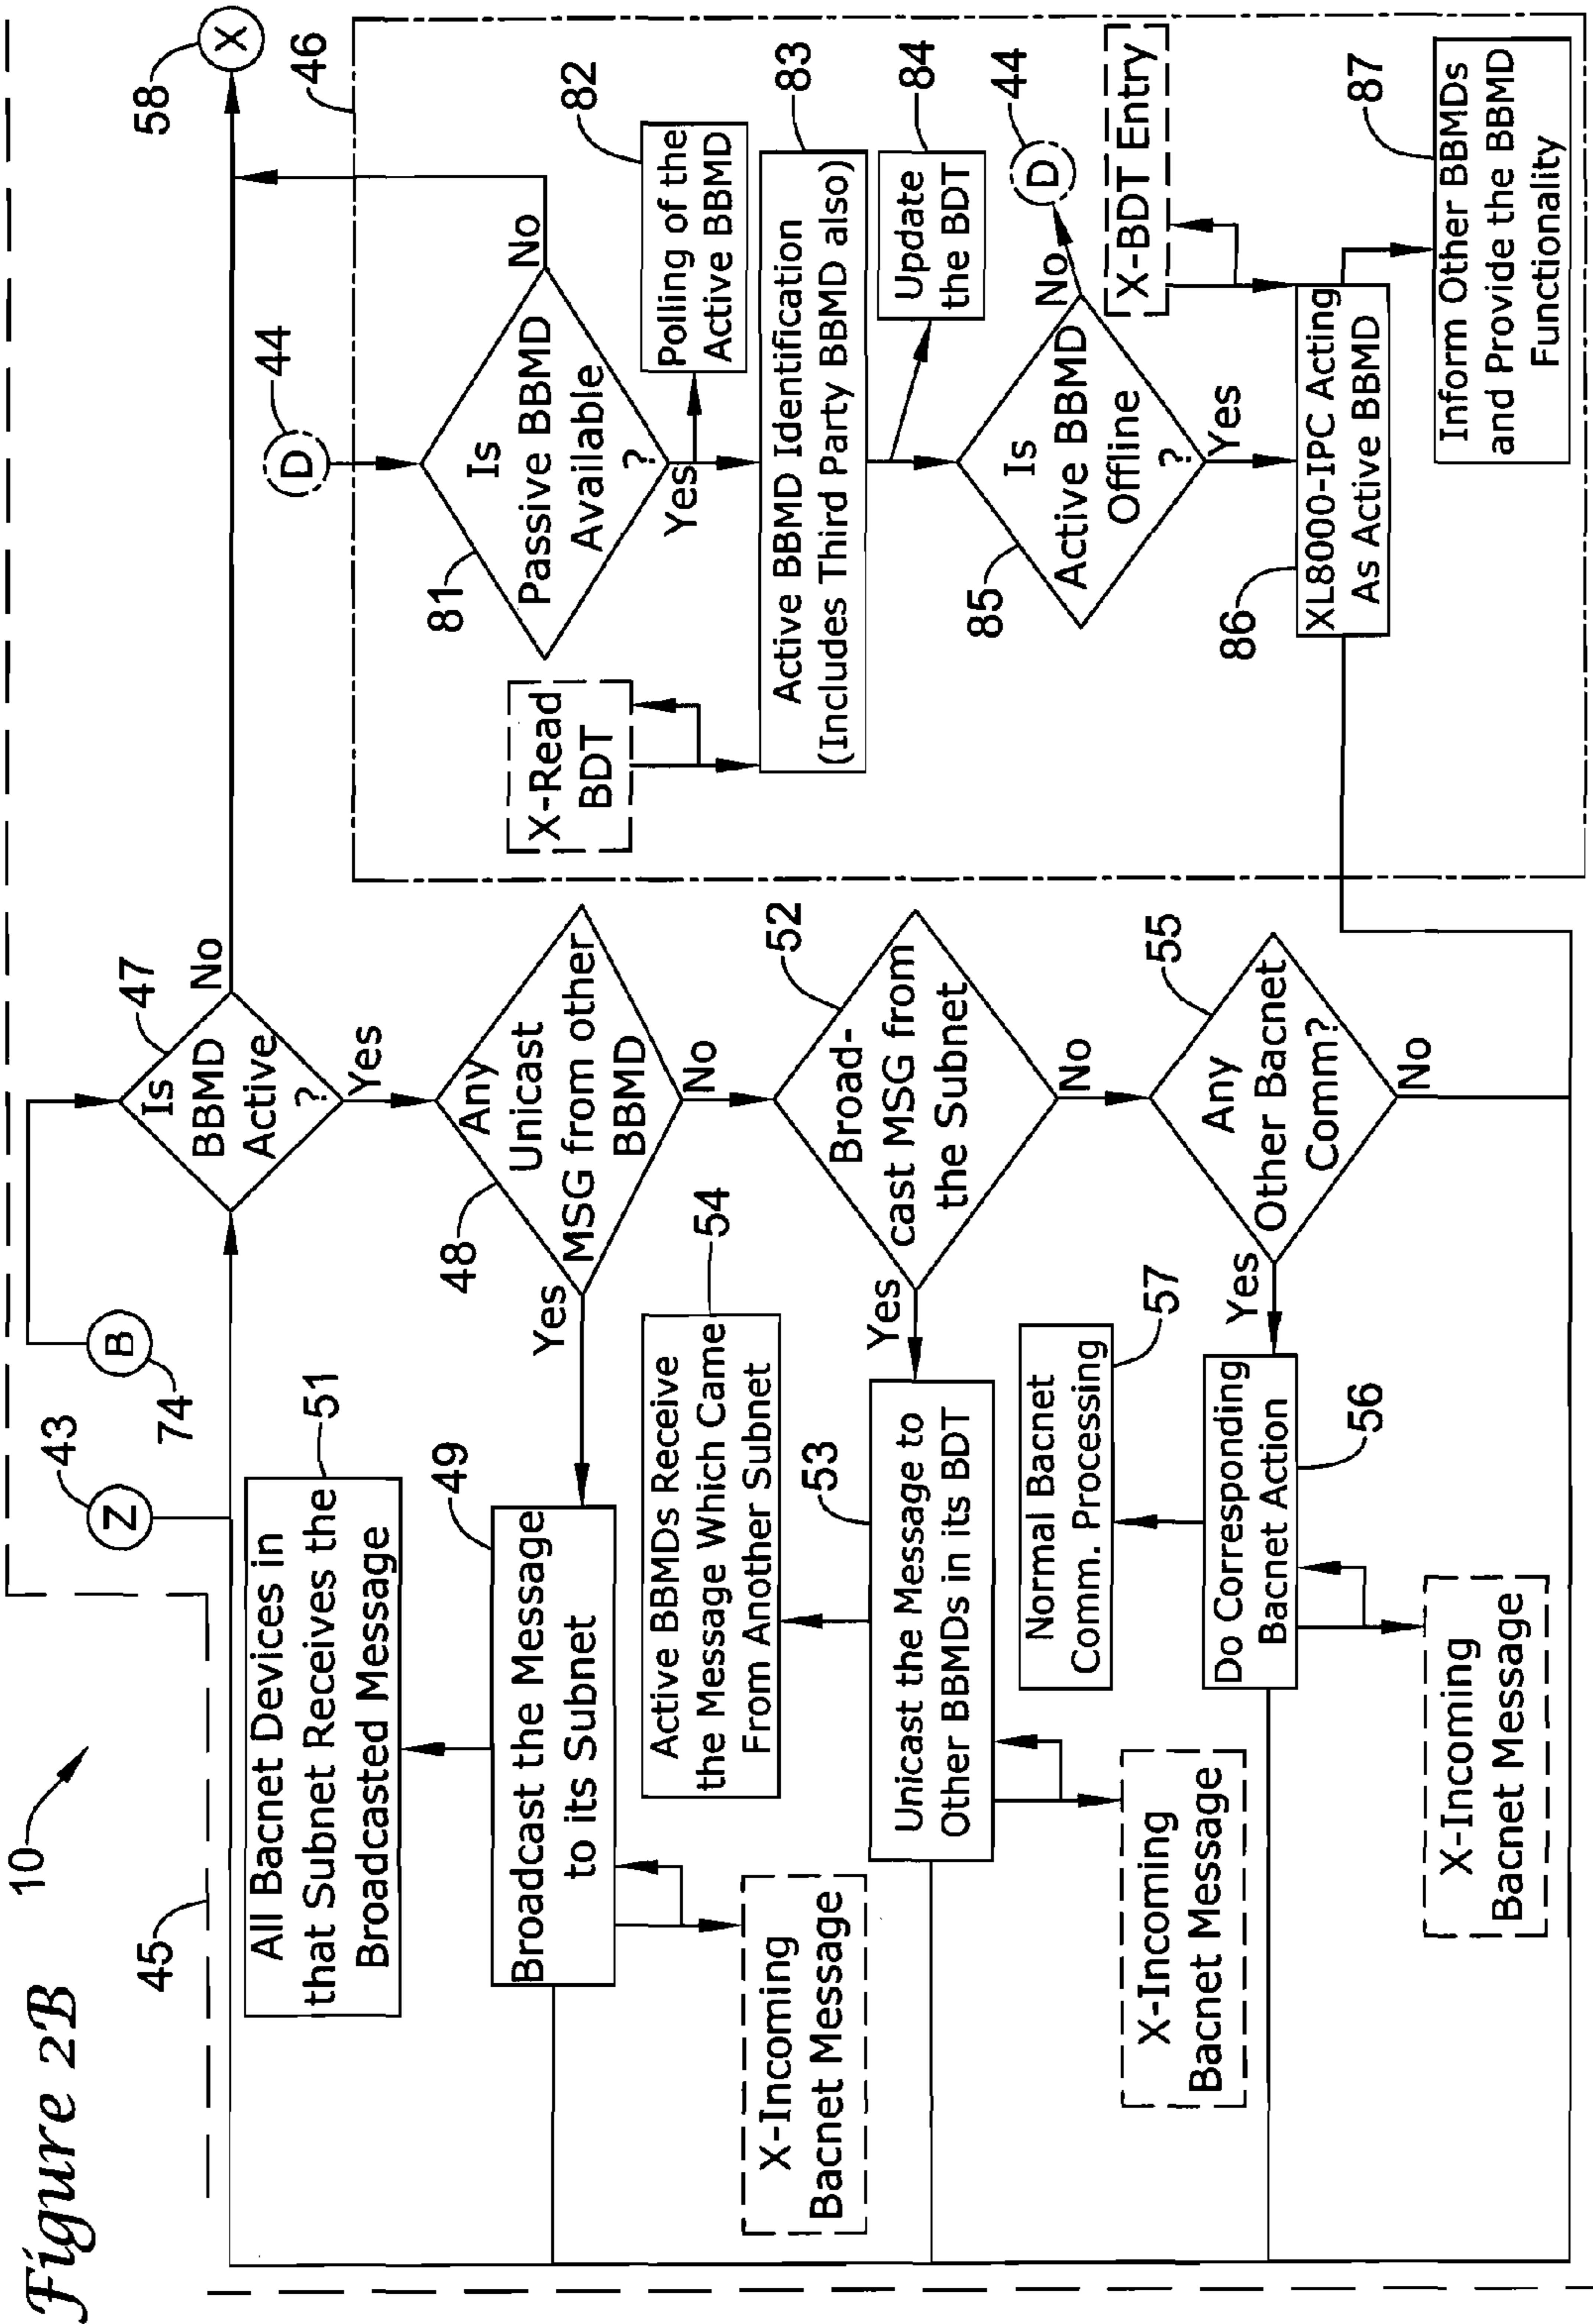 Figure 2B
10
45
43
Z
74
B
47
Is
BBMD
Active
?
No
Yes
58
X
All Bacnet Devices in
that Subnet Receives the
Broadcasted Message
51
48
Any
Unicast
MSG from other
BBMD
Yes
No
49
Broadcast the Message
to its Subnet
X-Incoming
Bacnet Message
Active BBMDs Receive
the Message Which Came
From Another Subnet
54
52
Broad-
cast MSG from
the Subnet
Yes
No
53
Unicast the Message to
Other BBMDs in its BDT
X-Incoming
Bacnet Message
Normal Bacnet
Comm. Processing
57
55
Any
Other Bacnet
Comm?
Yes
No
Do Corresponding
Bacnet Action
56
X-Incoming
Bacnet Message
46
D
44
81
Is
Passive BBMD
Available
?
No
Yes
82
Polling of the
Active BBMD
X-Read
BDT
83
Active BBMD Identification
(Includes Third Party BBMD also)
84
Update
the BDT
85
Is
Active BBMD
Offline
?
No
Yes
D
44
X-BDT Entry
86
XL8000-IPC Acting
As Active BBMD
87
Inform Other BBMDs
and Provide the BBMD
Functionality